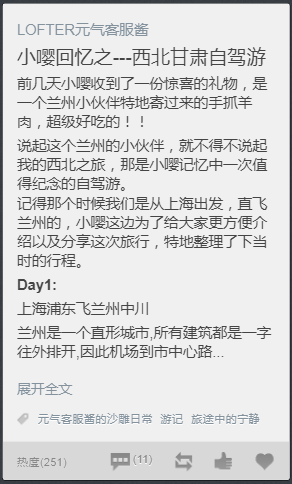 LOFTER元气客服酱
小嘤回忆之---西北甘肃自驾游
前几天小嘤收到了一份惊喜的礼物，是
一个兰州小伙伴特地寄过来的手抓羊
肉，超级好吃的！！
说起这个兰州的小伙伴，就不得不说起
我的西北之旅，那是小嘤记忆中一次值
得纪念的自驾游。
记得那个时候我们是从上海出发，直飞
兰州的，小嘤这边为了给大家更方便介
绍以及分享这次旅行，特地整理了下当
时的行程。
Day1:
上海浦东飞兰州中川
兰州是一个直形城市,所有建筑都是一字
往外排开,因此机场到市中心路...
展开全文
元气客服酱的沙雕日常 游记 旅途中的宁静
热度(251) (11)